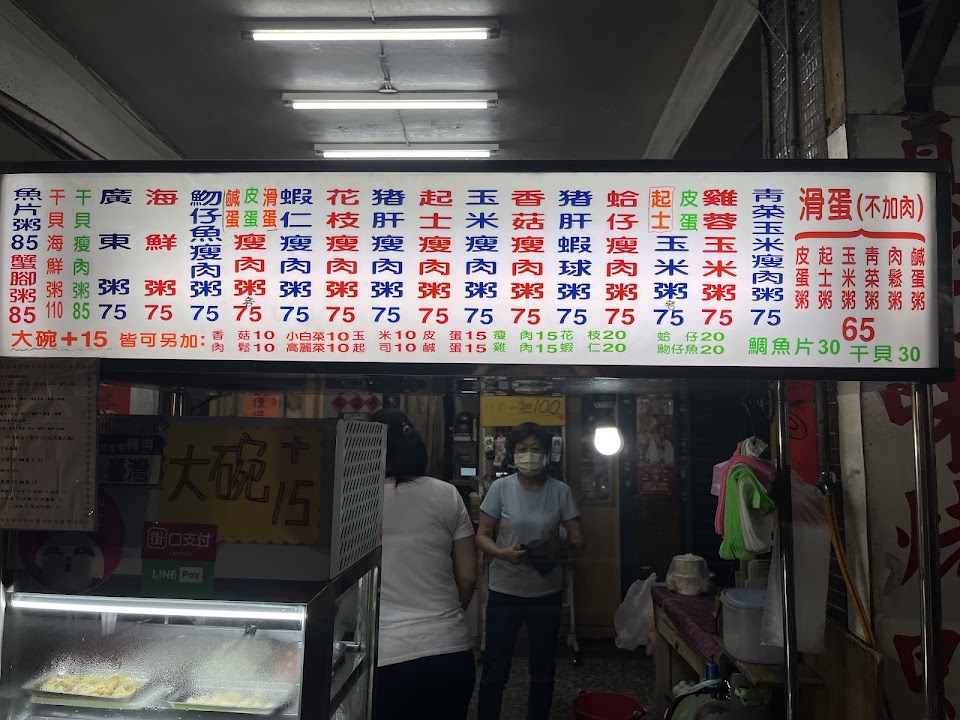 魚片粥85
蟹腳粥85
干貝海鮮粥110
干貝瘦肉粥85
廣東粥75
海鮮粥75
魩仔魚瘦肉粥75
鹹蛋 皮蛋 滑蛋 瘦肉粥75
蝦仁瘦肉粥75
花枝瘦肉粥75
猪肝瘦肉粥75
起士瘦肉粥75
玉米瘦肉粥75
香菇瘦肉粥75
猪肝蝦球粥75
蛤仔瘦肉粥75
起士 皮蛋 玉米粥75
雞蓉玉米粥75
青菜玉米瘦肉粥75
滑蛋(不加肉)
皮蛋粥
起士粥
玉米粥
青菜粥
肉鬆粥
鹹蛋粥
65
大碗+15 皆可另加:
香菇10 小白菜10 玉米10 皮蛋15 瘦肉15 花枝20 蛤仔20
肉鬆10 高麗菜10 起司10 鹹蛋15 雞肉15 蝦仁20 魩仔魚20
鯛魚片30 干貝30
一把100
雞肉
臺灣
大碗+15
街口支付
LINE Pay